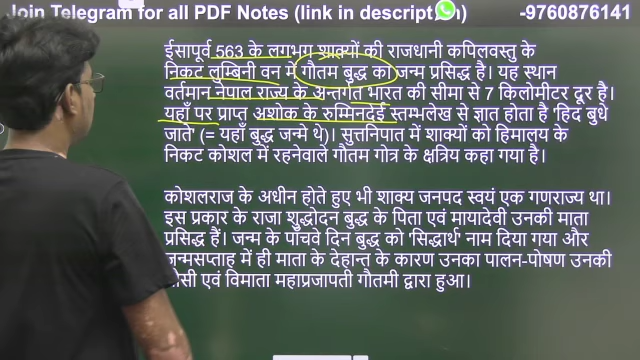 Join Telegram for all PDF Notes (link in descript n) -9760876141
ईसापूर्व 563 के लगभग शाक्यों की राजधानी कपिलवस्तु के
निकट लुम्बिनी वन में गौतम बुद्ध का जन्म प्रसिद्ध है। यह स्थान
वर्तमान नेपाल राज्य के अन्तर्गत भारत की सीमा से 7 किलोमीटर दूर है।
यहाँ पर प्राप्त अशोक के रुम्मिनदेई स्तम्भलेख से ज्ञात होता है 'हिद बुधे
जाते' (= यहाँ बुद्ध जन्मे थे)। सुत्तनिपात में शाक्यों को हिमालय के
निकट कोशल में रहनेवाले गौतम गोत्र के क्षत्रिय कहा गया है।
कोशलराज के अधीन होते हुए भी शाक्य जनपद स्वयं एक गणराज्य था।
इस प्रकार के राजा शुद्धोदन बुद्ध के पिता एवं मायादेवी उनकी माता
प्रसिद्ध हैं। जन्म के पाँचवे दिन बुद्ध को 'सिद्धार्थ' नाम दिया गया और
जन्मसप्ताह में ही माता के देहान्त के कारण उनका पालन-पोषण उनकी
एवं विमाता महाप्रजापती गौतमी द्वारा हुआ।